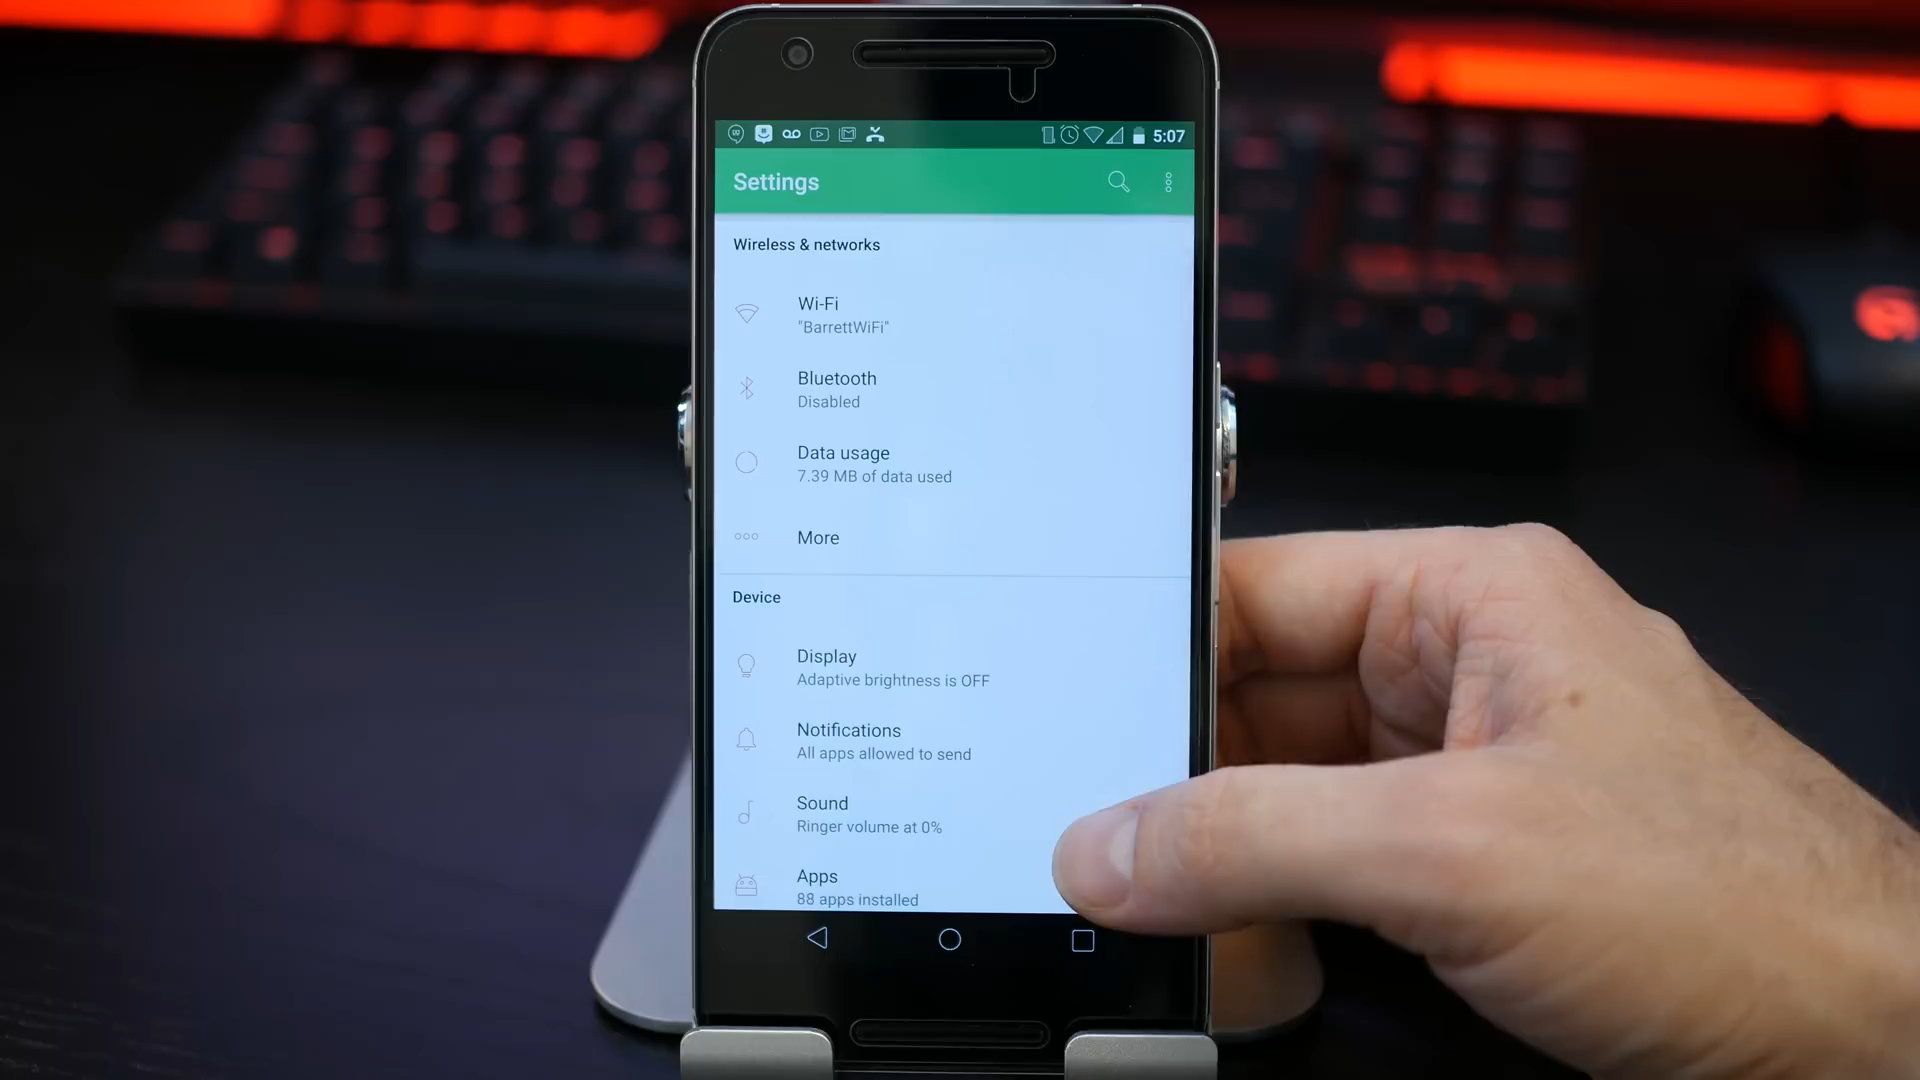 5:07
Settings
Wireless & networks
Wi-Fi
"BarrettWiFi"
Bluetooth
Disabled
Data usage
7.39 MB of data used
More
Device
Display
Adaptive brightness is OFF
Notifications
All apps allowed to send
Sound
Ringer volume at 0%
Apps
88 apps installed